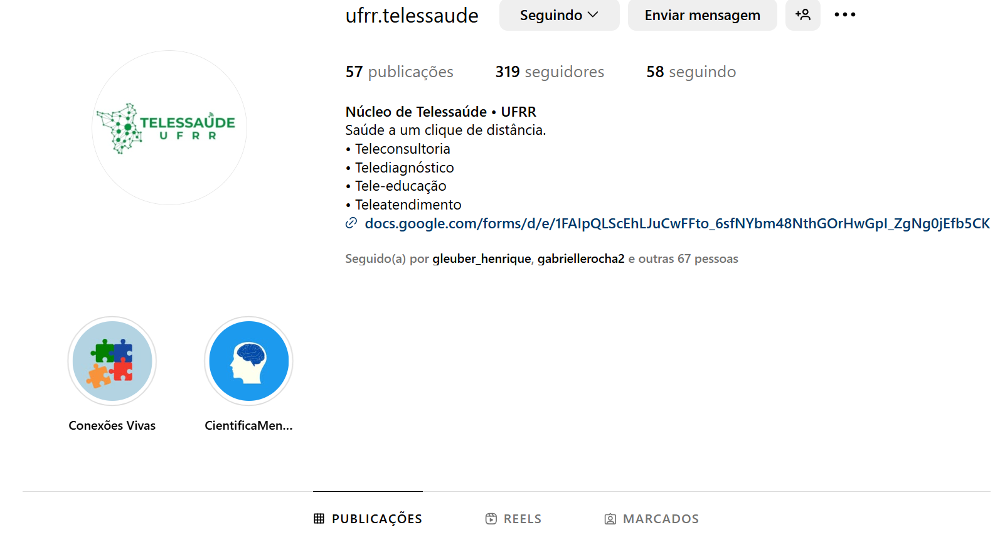 ufrr.telessaude Seguindo Enviar mensagem
57 publicações 319 seguidores 58 seguindo
TELESSAÚDE
UFRR
Núcleo de Telessaúde • UFRR
Saúde a um clique de distância.
• Teleconsultoria
• Telediagnóstico
• Tele-educação
• Teleatendimento
docs.google.com/forms/d/e/1FAIpQLScEhLJuCwFFto_6sfNYbm48NthGOrHwGpI_ZgNg0jEfb5CK
Seguido(a) por gleuber_henrique, gabriellerocha2 e outras 67 pessoas
Conexões Vivas CientificaMen...
PUBLICAÇÕES REELS MARCADOS